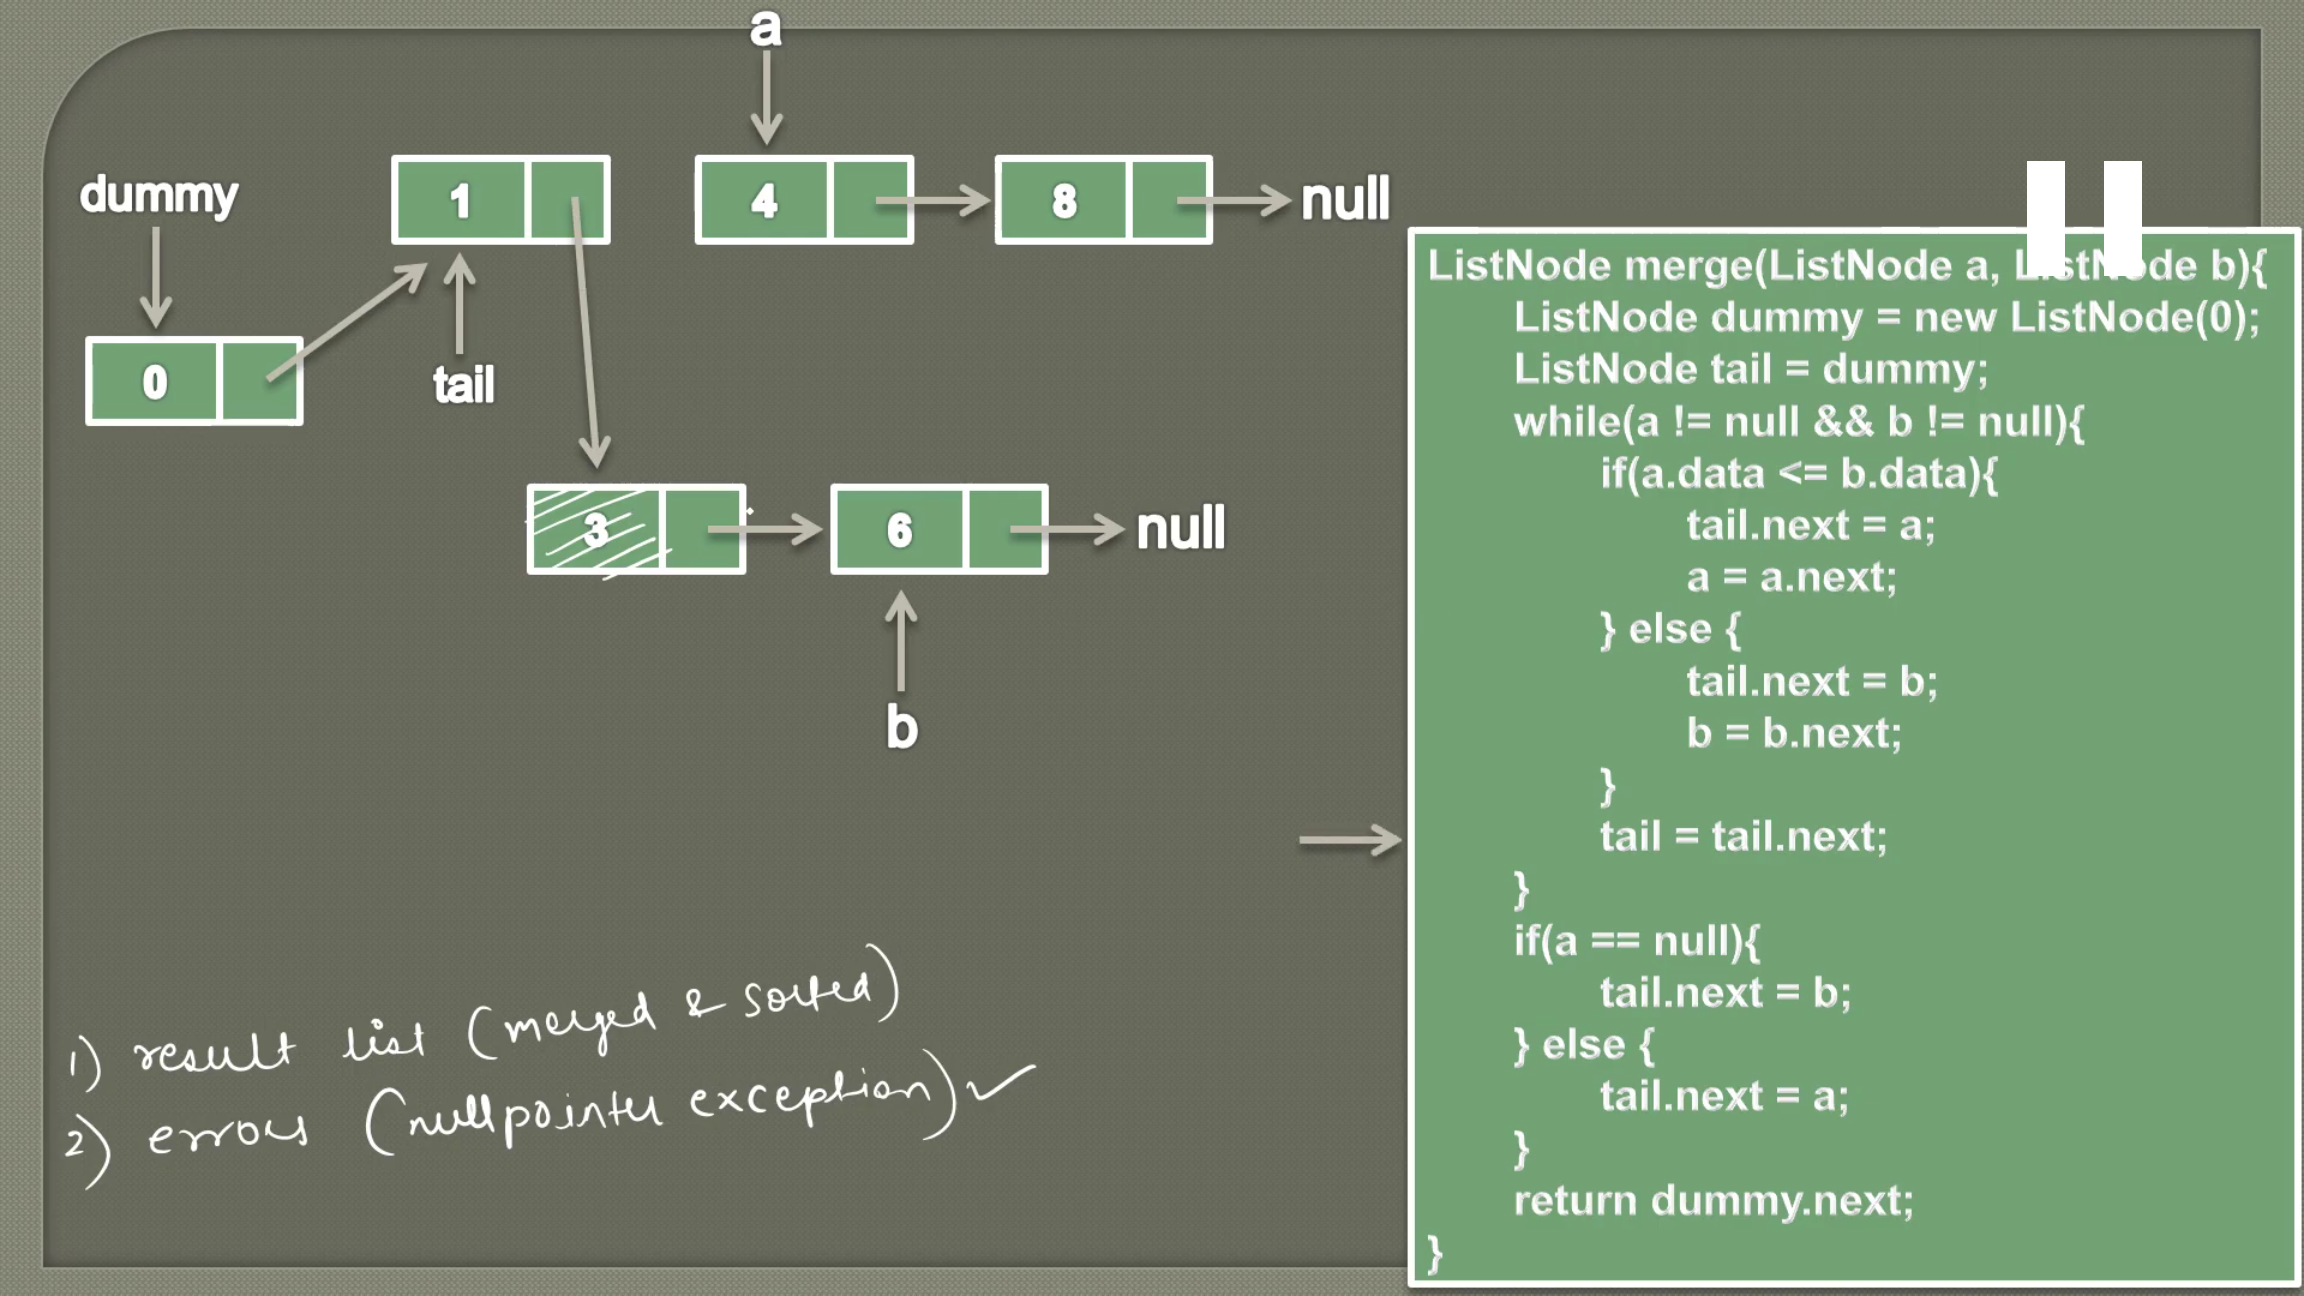 a
dummy
1
4
8
null
0
tail
3
6
null
b
1) result list (merged & sorted)
2) errors (nullpointer exception) ✓
ListNode merge(ListNode a, ListNode b){
ListNode dummy = new ListNode(0);
ListNode tail = dummy;
while(a != null && b != null){
if(a.data <= b.data){
tail.next = a;
a = a.next;
} else {
tail.next = b;
b = b.next;
}
tail = tail.next;
}
if(a == null){
tail.next = b;
} else {
tail.next = a;
}
return dummy.next;
}